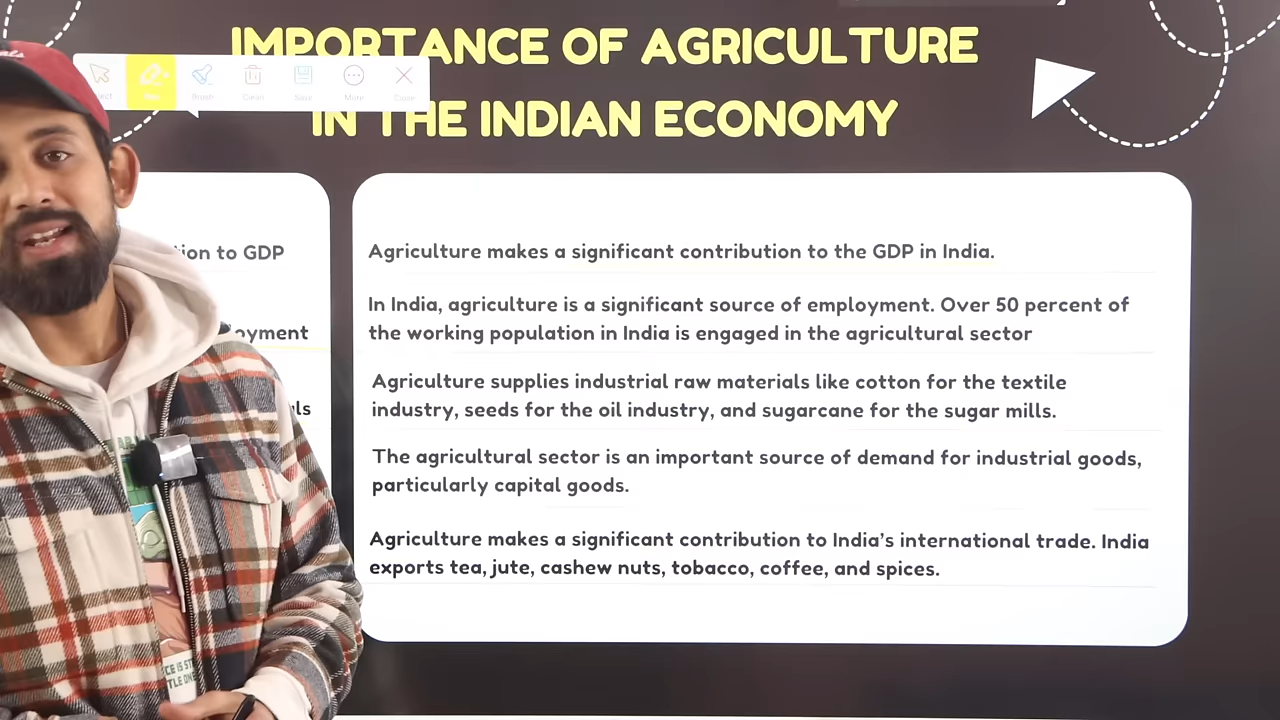 IMPORTANCE OF AGRICULTURE
IN THE INDIAN ECONOMY
Brush
Clean
Save
More
Close
tion to GDP
Agriculture makes a significant contribution to the GDP in India.
In India, agriculture is a significant source of employment. Over 50 percent of
the working population in India is engaged in the agricultural sector
oyment
Agriculture supplies industrial raw materials like cotton for the textile
industry, seeds for the oil industry, and sugarcane for the sugar mills.
ls
The agricultural sector is an important source of demand for industrial goods,
particularly capital goods.
Agriculture makes a significant contribution to India's international trade. India
exports tea, jute, cashew nuts, tobacco, coffee, and spices.